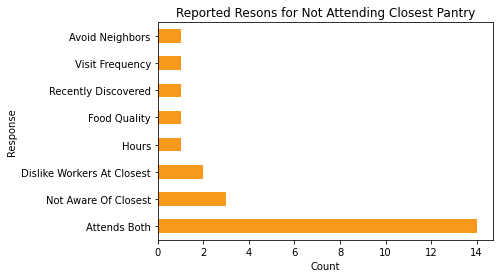 Reported Resons for Not Attending Closest Pantry
Avoid Neighbors
Visit Frequency
Recently Discovered
Food Quality
Hours
Dislike Workers At Closest
Not Aware Of Closest
Attends Both
Response
0 2 4 6 8 10 12 14
Count